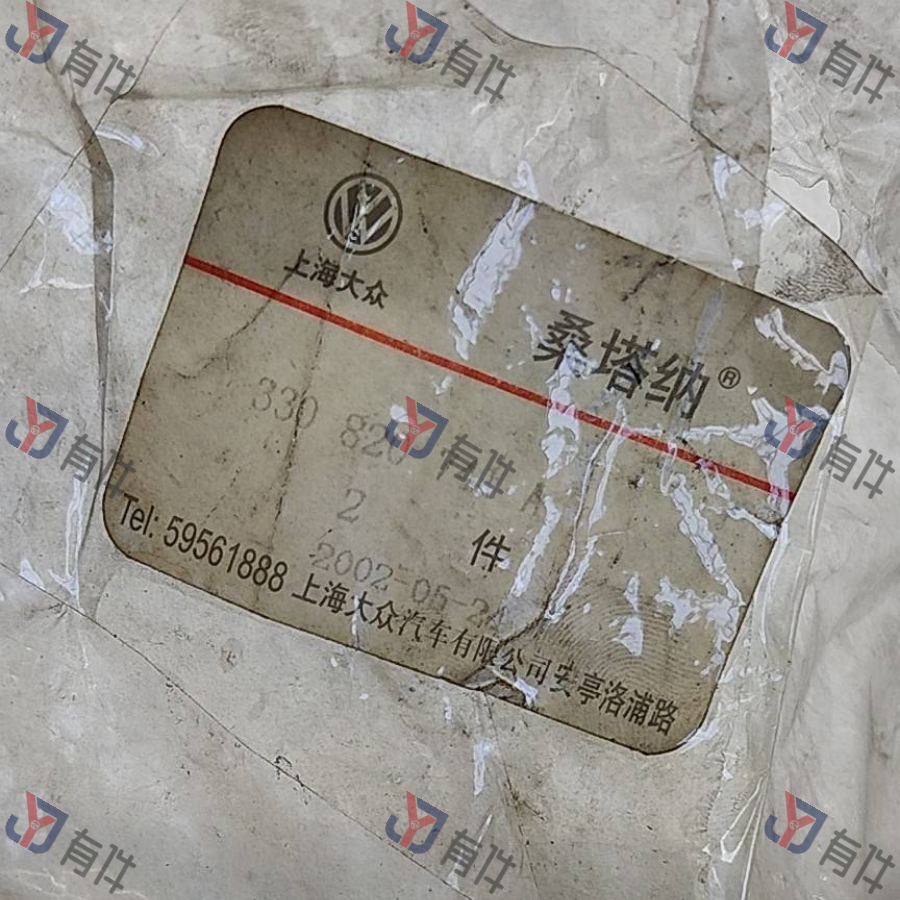 上海大众
桑塔纳®
330 820
A
2 件
2002-05-2
Tel: 59561888 上海大众汽车有限公司安亭洛浦路
有件
有件
有件
有件
有件
有件
有件
有件
有件